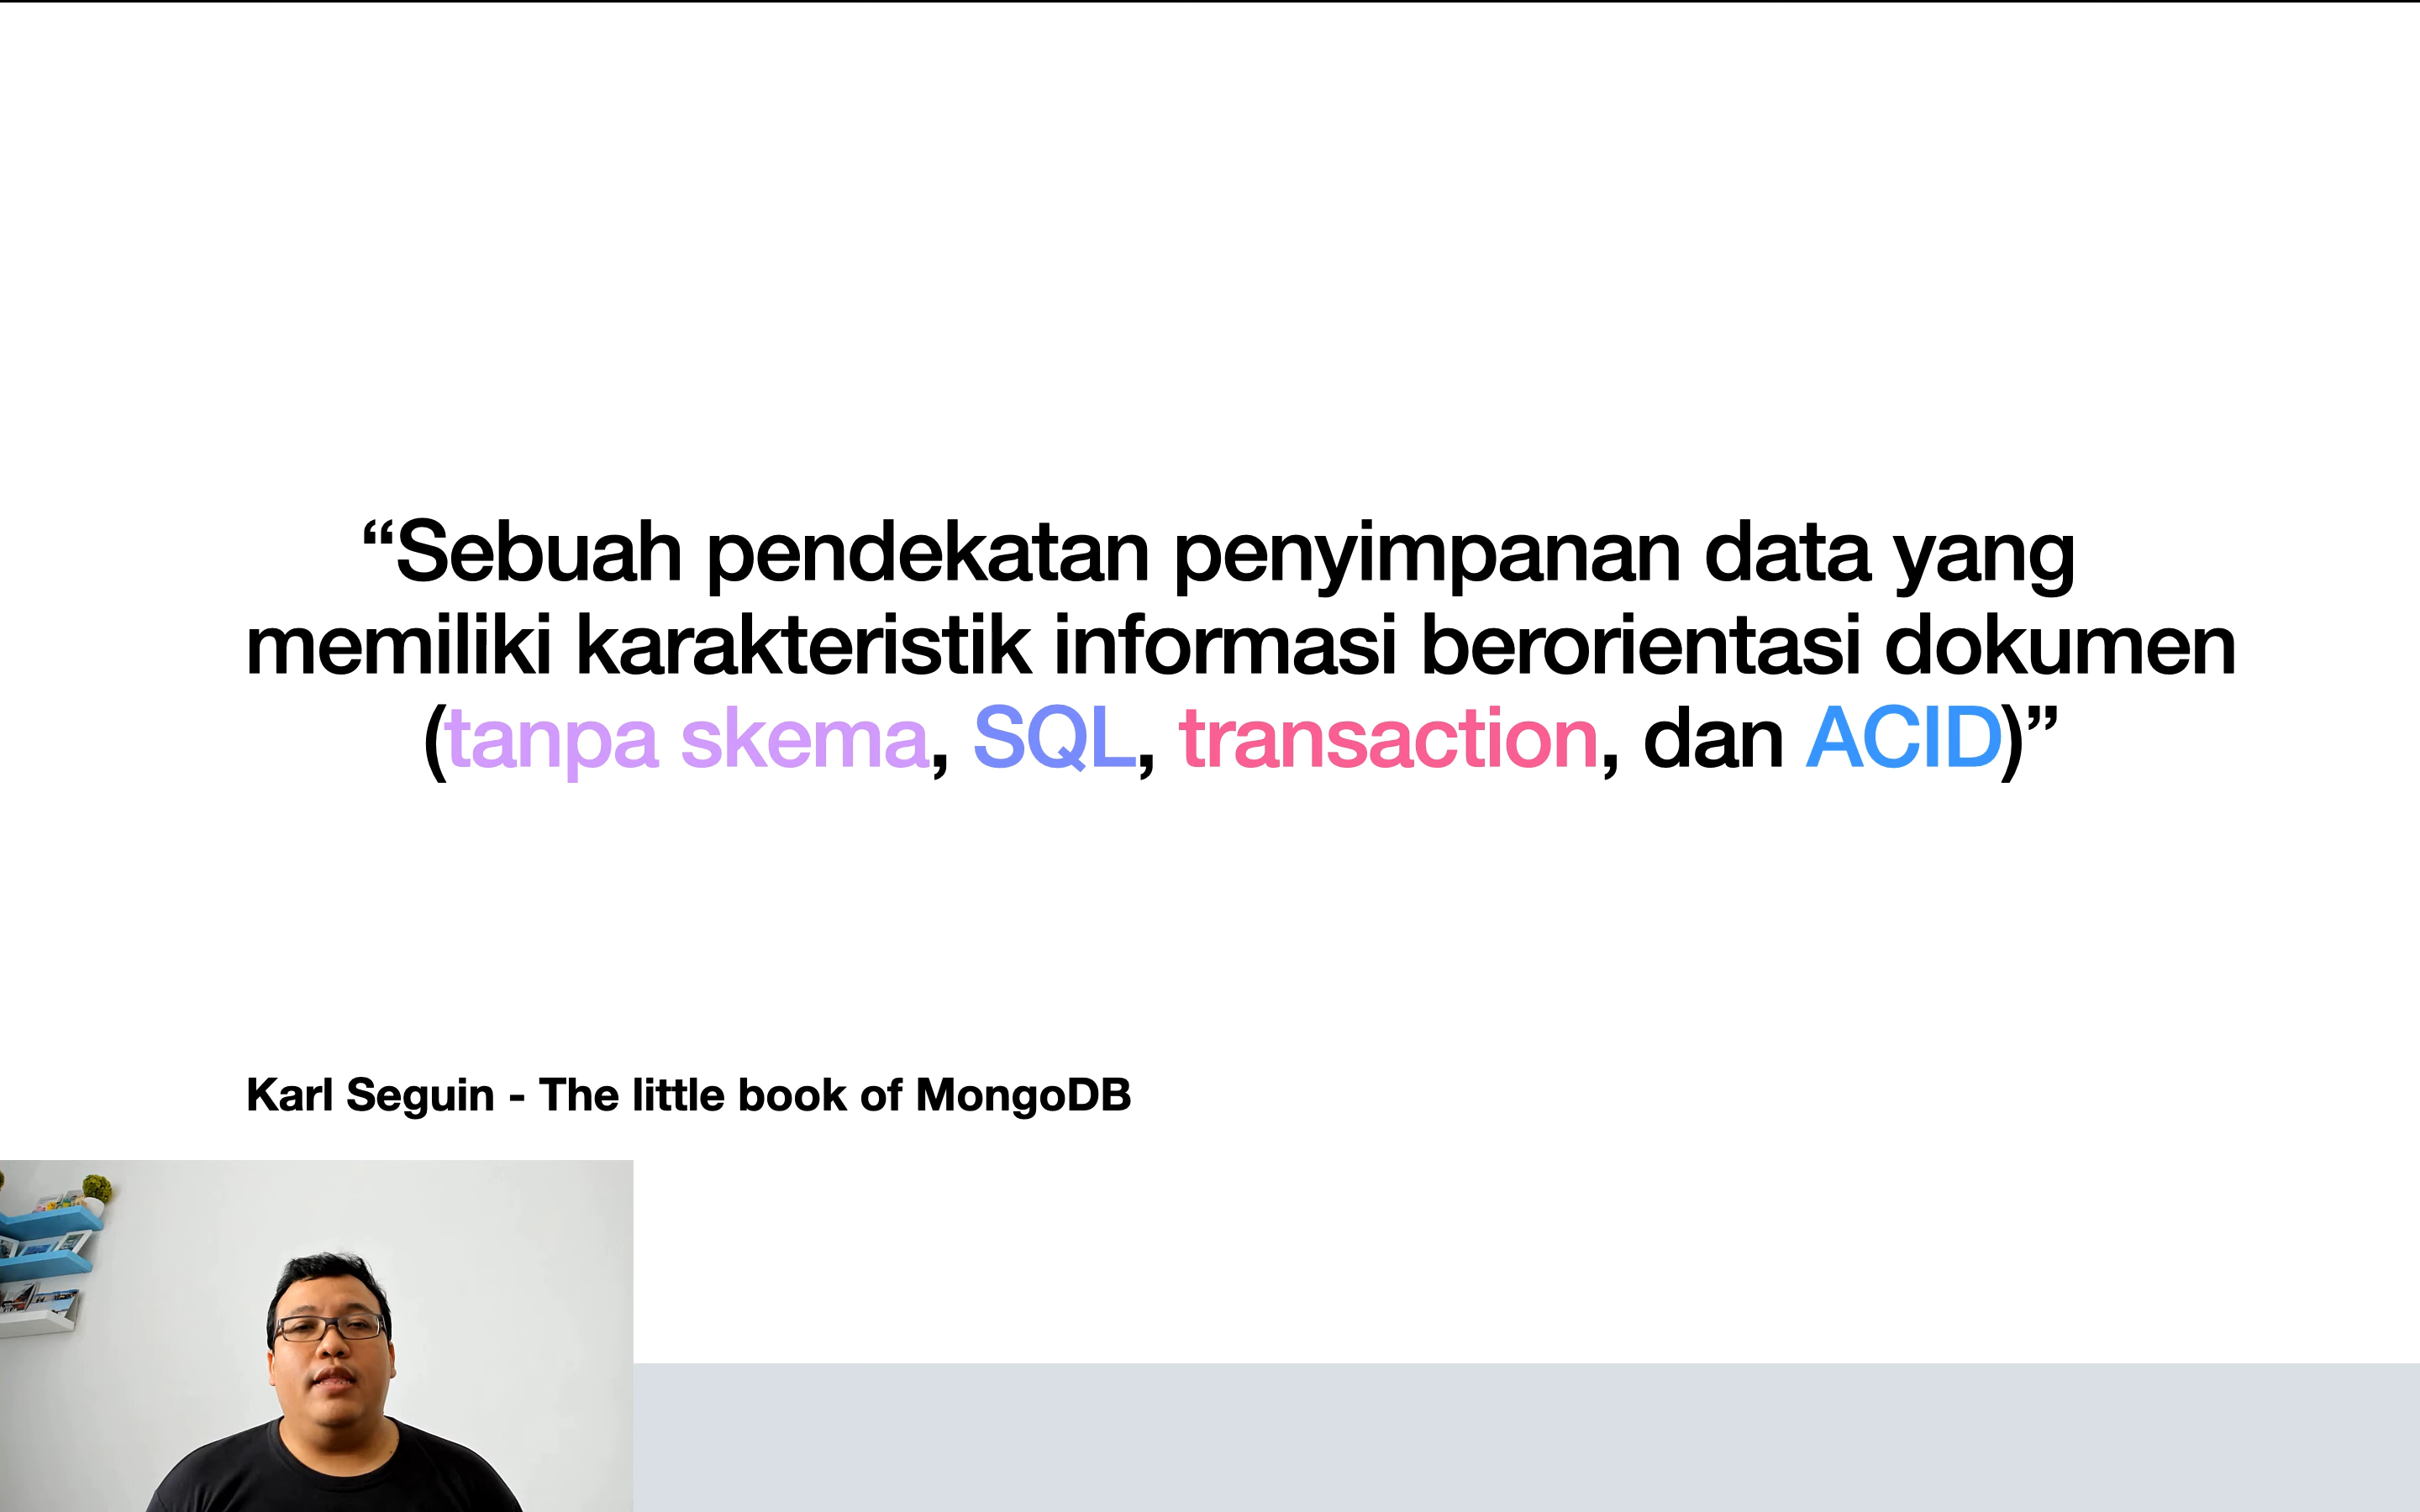 “Sebuah pendekatan penyimpanan data yang
memiliki karakteristik informasi berorientasi dokumen
(tanpa skema, SQL, transaction, dan ACID)”
Karl Seguin - The little book of MongoDB